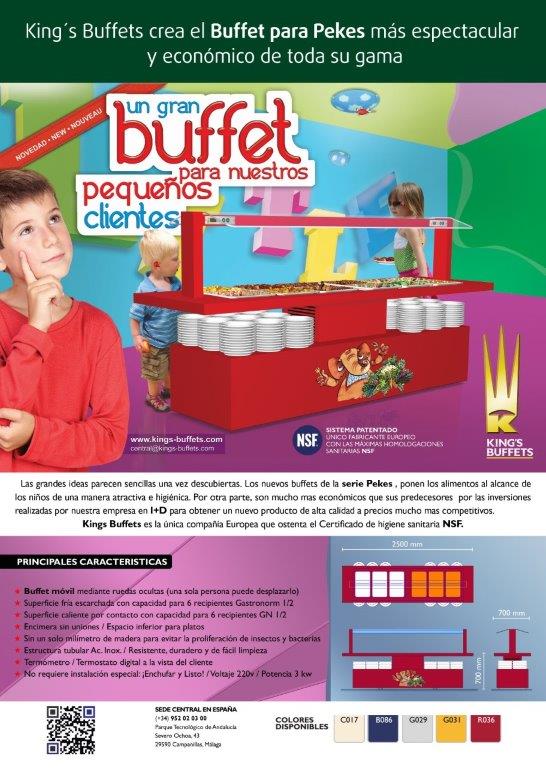 King´s Buffets crea el Buffet para Pekes más espectacular
y económico de toda su gama
NOVEDAD • NEW • NOUVEAU
un gran
buffet
para nuestros
pequeños
clientes
www.kings-buffets.com
central@kings-buffets.com
NSF.
SISTEMA PATENTADO
ÚNICO FABRICANTE EUROPEO
CON LAS MÁXIMAS HOMOLOGACIONES
SANITARIAS NSF
KING'S
BUFFETS
Las grandes ideas parecen sencillas una vez descubiertas. Los nuevos buffets de la serie Pekes , ponen los alimentos al alcance de
los niños de una manera atractiva e higiénica. Por otra parte, son mucho mas económicos que sus predecesores por las inversiones
realizadas por nuestra empresa en I+D para obtener un nuevo producto de alta calidad a precios mucho mas competitivos.
Kings Buffets es la única compañía Europea que ostenta el Certificado de higiene sanitaria NSF.
PRINCIPALES CARACTERISTICAS
★ Buffet móvil mediante ruedas ocultas (una sola persona puede desplazarlo)
★ Superficie fría escarchada con capacidad para 6 recipientes Gastronorm 1/2
★ Superficie caliente por contacto con capacidad para 6 recipientes GN 1/2
★ Encimera sin uniones / Espacio inferior para platos
★ Sin un solo milímetro de madera para evitar la proliferación de insectos y bacterias
★ Estructura tubular Ac. Inox. / Resistente, duradero y de fácil limpieza
★ Termómetro / Termostato digital a la vista del cliente
★ No requiere instalación especial: ¡Enchufar y Listo! / Voltaje 220v / Potencia 3 kw
2500 mm
700 mm
700 mm
SEDE CENTRAL EN ESPAÑA
(+34) 952 02 03 00
Parque Tecnológico de Andalucía
Severo Ochoa, 43
29590 Campanillas, Málaga
COLORES
DISPONIBLES
C017
B086
G029
G031
R036